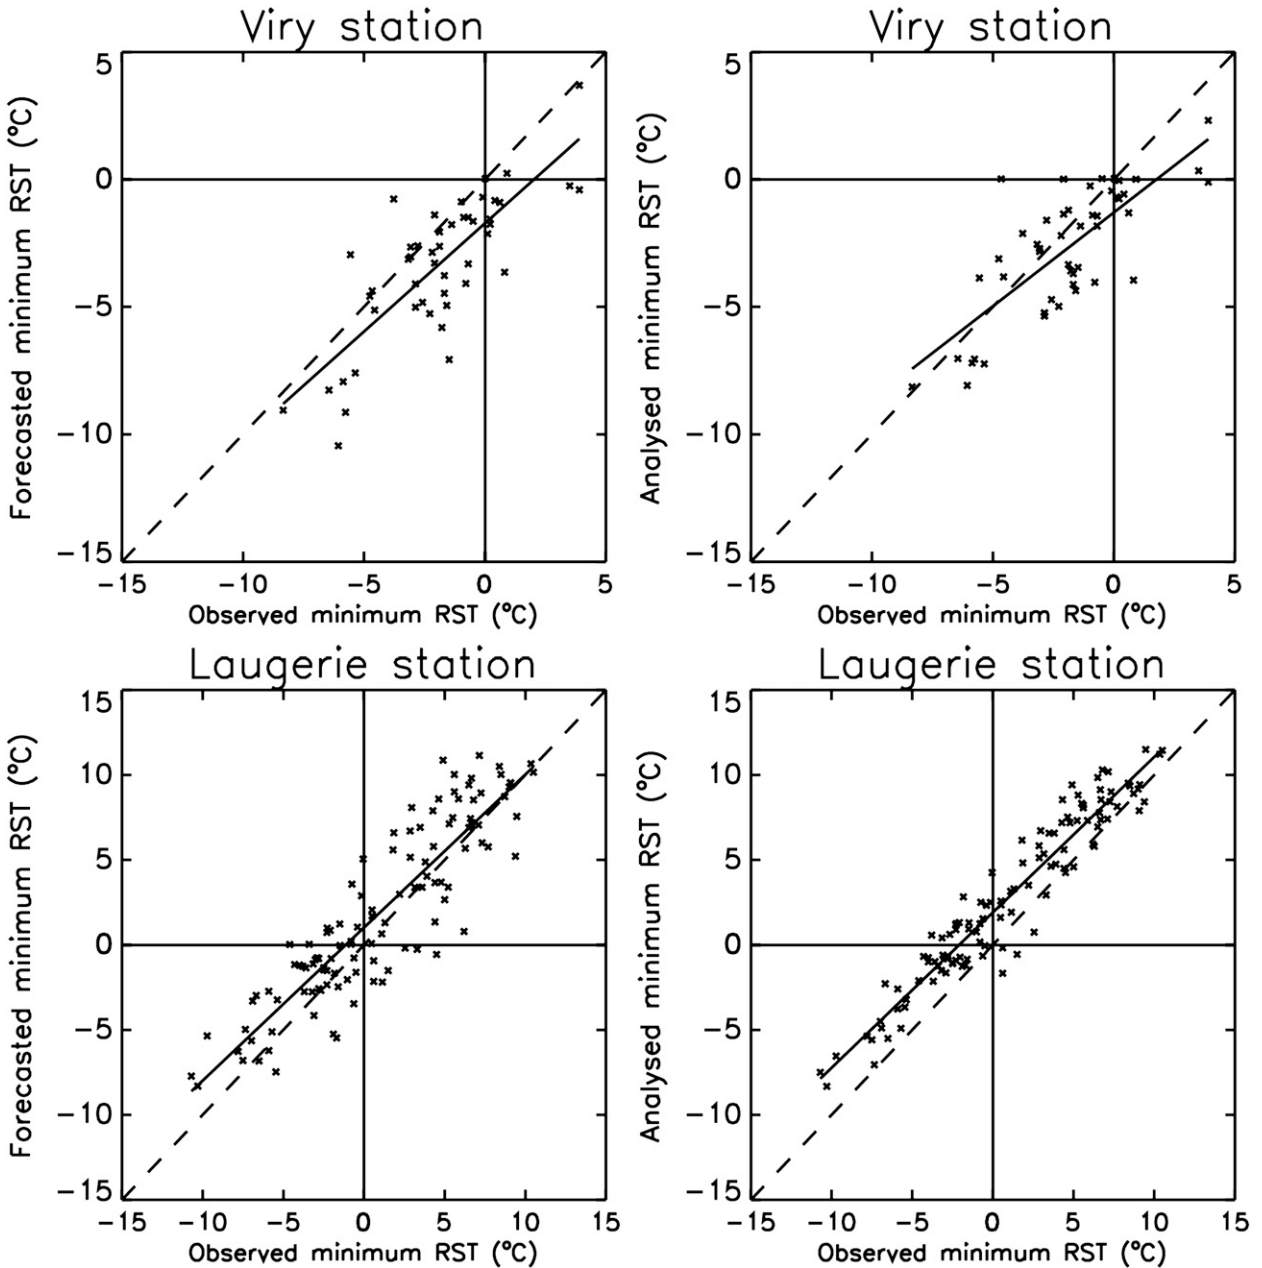 Viry station
Viry station
Forecasted minimum RST (°C)
5
0
−5
−10
−15
−15 −10 −5 0 5
Observed minimum RST (°C)
Analysed minimum RST (°C)
5
0
−5
−10
−15
−15 −10 −5 0 5
Observed minimum RST (°C)
Laugerie station
Laugerie station
Forecasted minimum RST (°C)
15
10
5
0
−5
−10
−15
−15 −10 −5 0 5 10 15
Observed minimum RST (°C)
Analysed minimum RST (°C)
15
10
5
0
−5
−10
−15
−15 −10 −5 0 5 10 15
Observed minimum RST (°C)